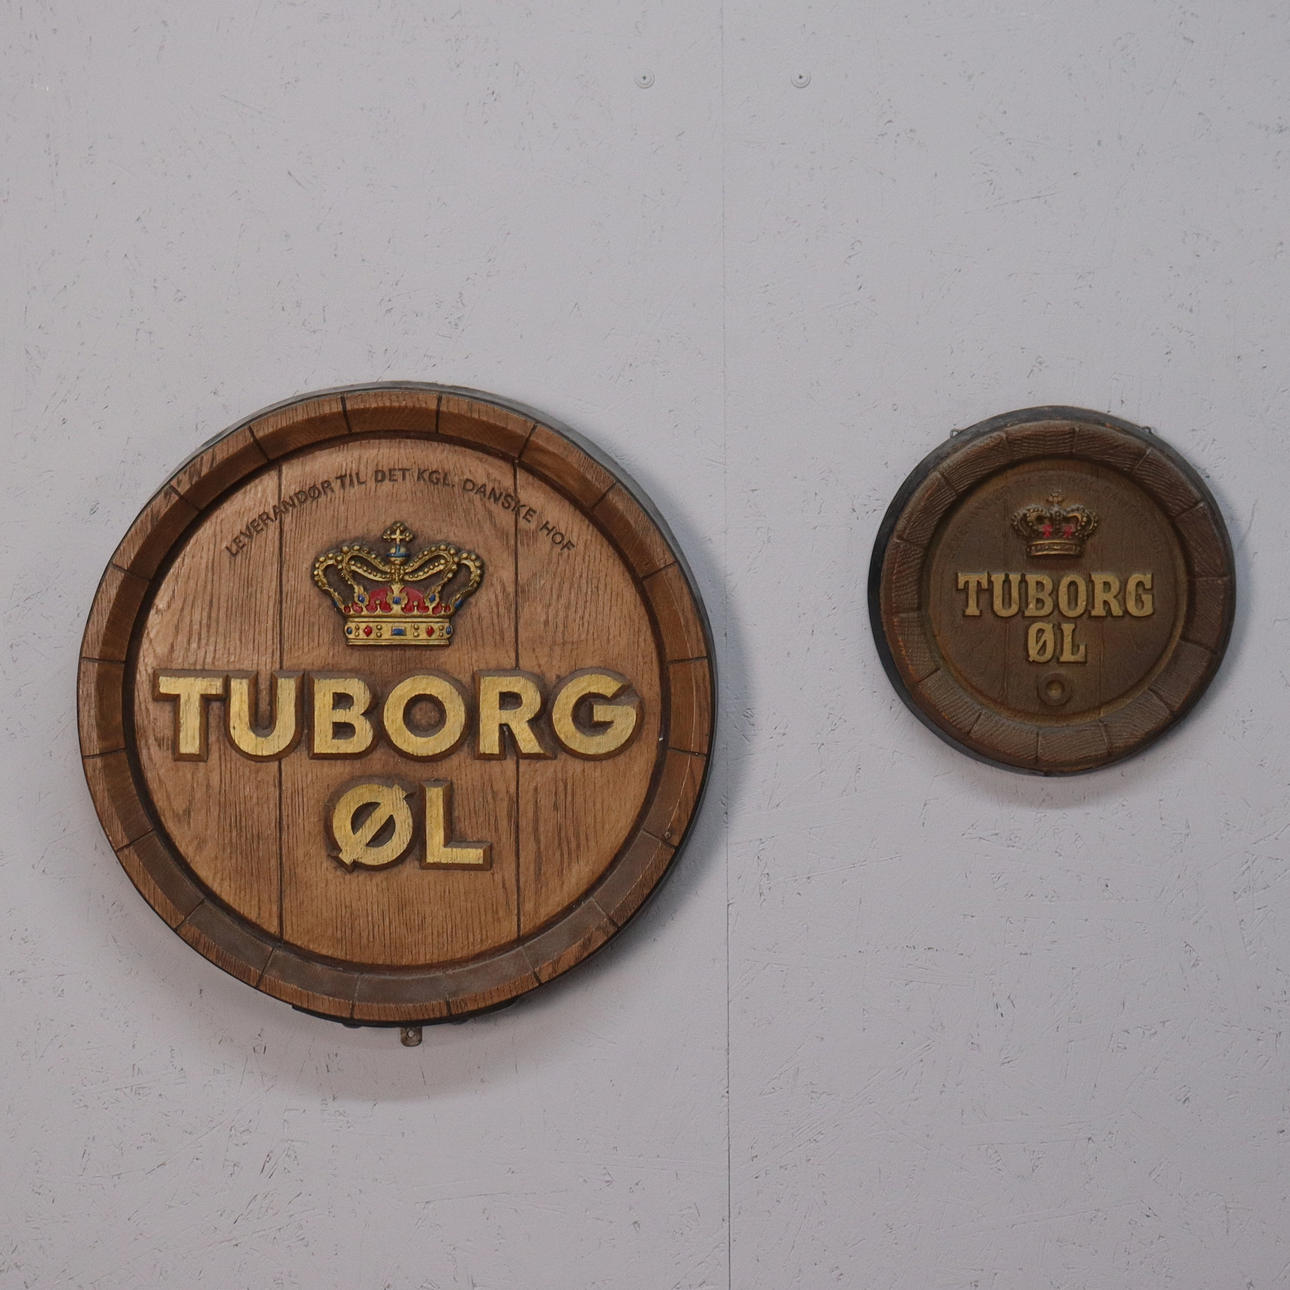 LEVERANDØR TIL DET KGL. DANSKE HOF
TUBORG
ØL
TUBORG
ØL